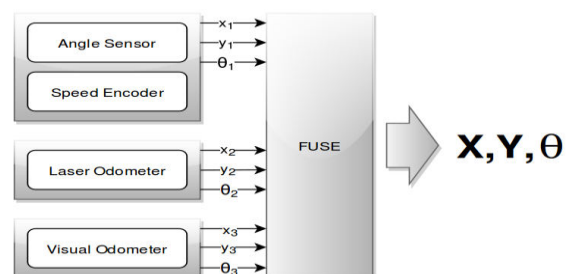 Angle Sensor
Speed Encoder
x₁
y₁
θ₁
Laser Odometer
x₂
y₂
θ₂
Visual Odometer
x₃
y₃
θ₃
FUSE
X,Y,θ